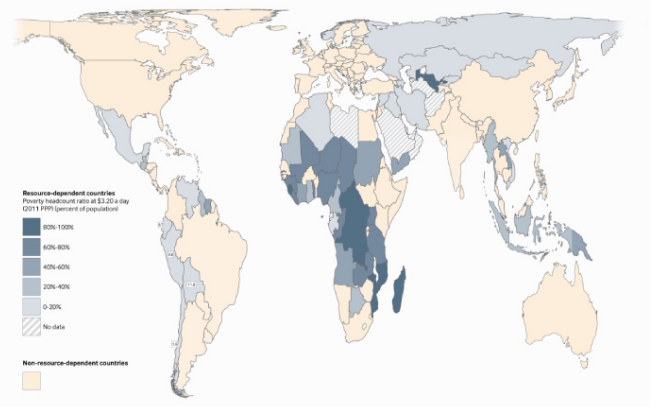 Resource-dependent countries
Poverty headcount ratio at $3.20 a day
(2011 PPP) (percent of population)
80%-100%
60%-80%
40%-60%
20%-40%
0-20%
No data
Non-resource-dependent countries